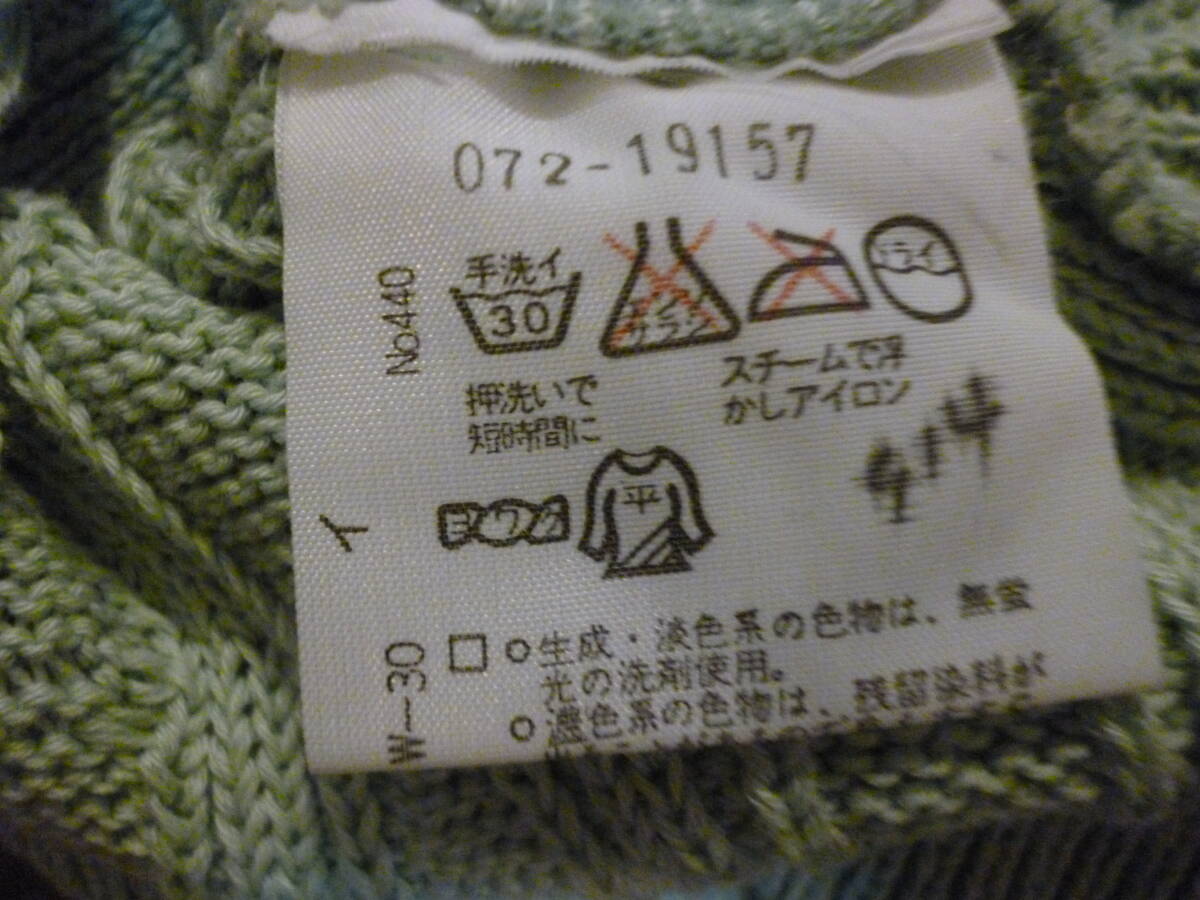 072-19157
No440
手洗イ
30
ドライ
押洗いで
短時間に
スチームで浮
かしアイロン
ヨワク
平
イ
W-30
□○生成・淡色系の色物は、無蛍
光の洗剤使用。
○濃色系の色物は、残留染料が